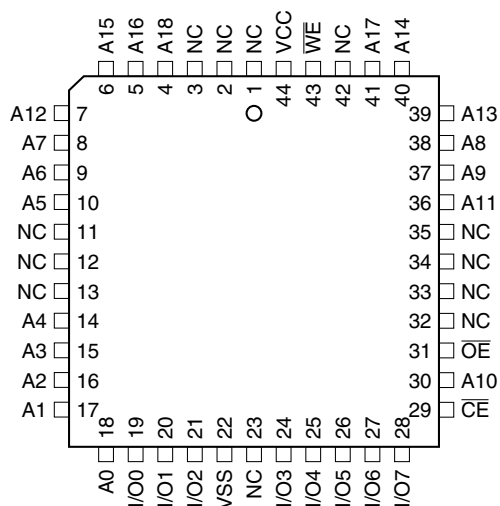 A15 A16 A18 NC NC NC VCC WE NC A17 A14
6 5 4 3 2 1 44 43 42 41 40
A12 7 39 A13
A7 8 38 A8
A6 9 37 A9
A5 10 36 A11
NC 11 35 NC
NC 12 34 NC
NC 13 33 NC
A4 14 32 NC
A3 15 31 OE
A2 16 30 A10
A1 17 29 CE
18 19 20 21 22 23 24 25 26 27 28
A0 I/O0 I/O1 I/O2 VSS NC I/O3 I/O4 I/O5 I/O6 I/O7